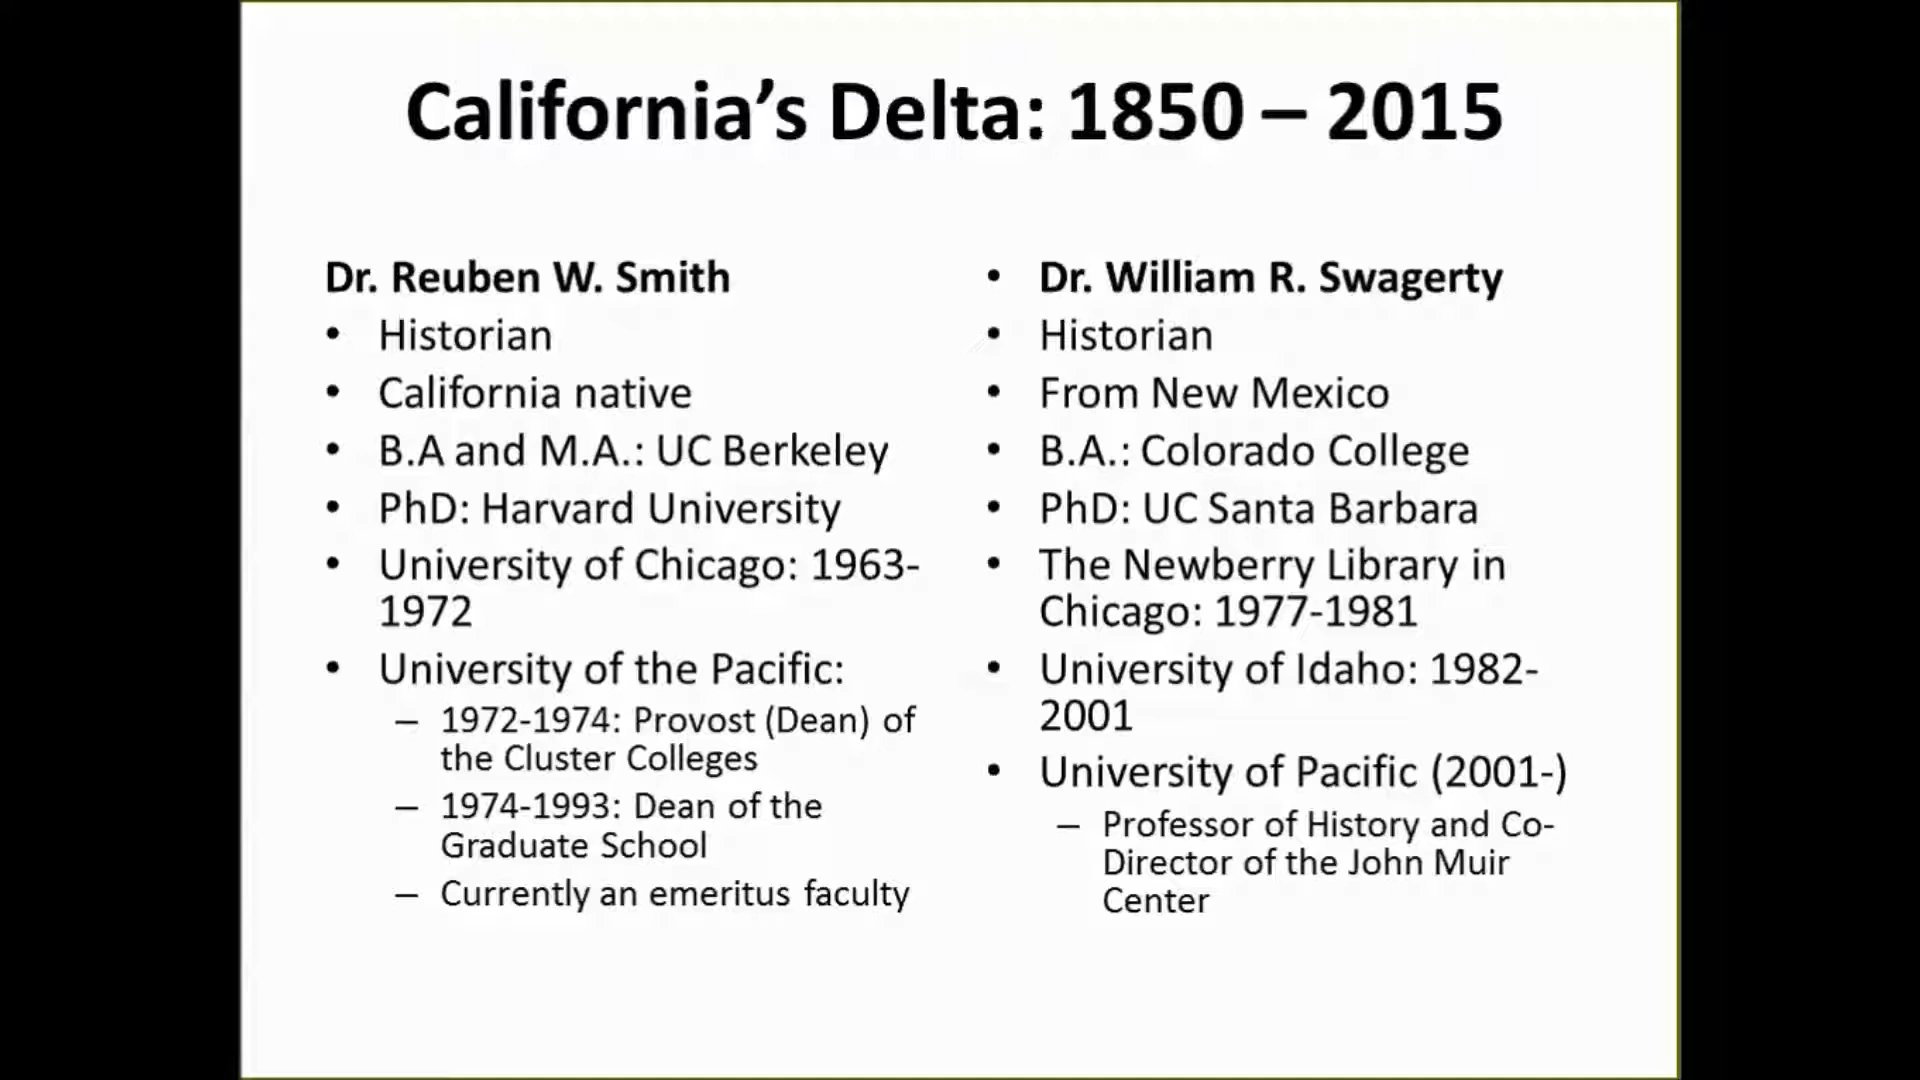 California’s Delta: 1850 – 2015
Dr. Reuben W. Smith
• Historian
• California native
• B.A and M.A.: UC Berkeley
• PhD: Harvard University
• University of Chicago: 1963-
1972
• University of the Pacific:
– 1972-1974: Provost (Dean) of
the Cluster Colleges
– 1974-1993: Dean of the
Graduate School
– Currently an emeritus faculty
• Dr. William R. Swagerty
• Historian
• From New Mexico
• B.A.: Colorado College
• PhD: UC Santa Barbara
• The Newberry Library in
Chicago: 1977-1981
• University of Idaho: 1982-
2001
• University of Pacific (2001-)
– Professor of History and Co-
Director of the John Muir
Center